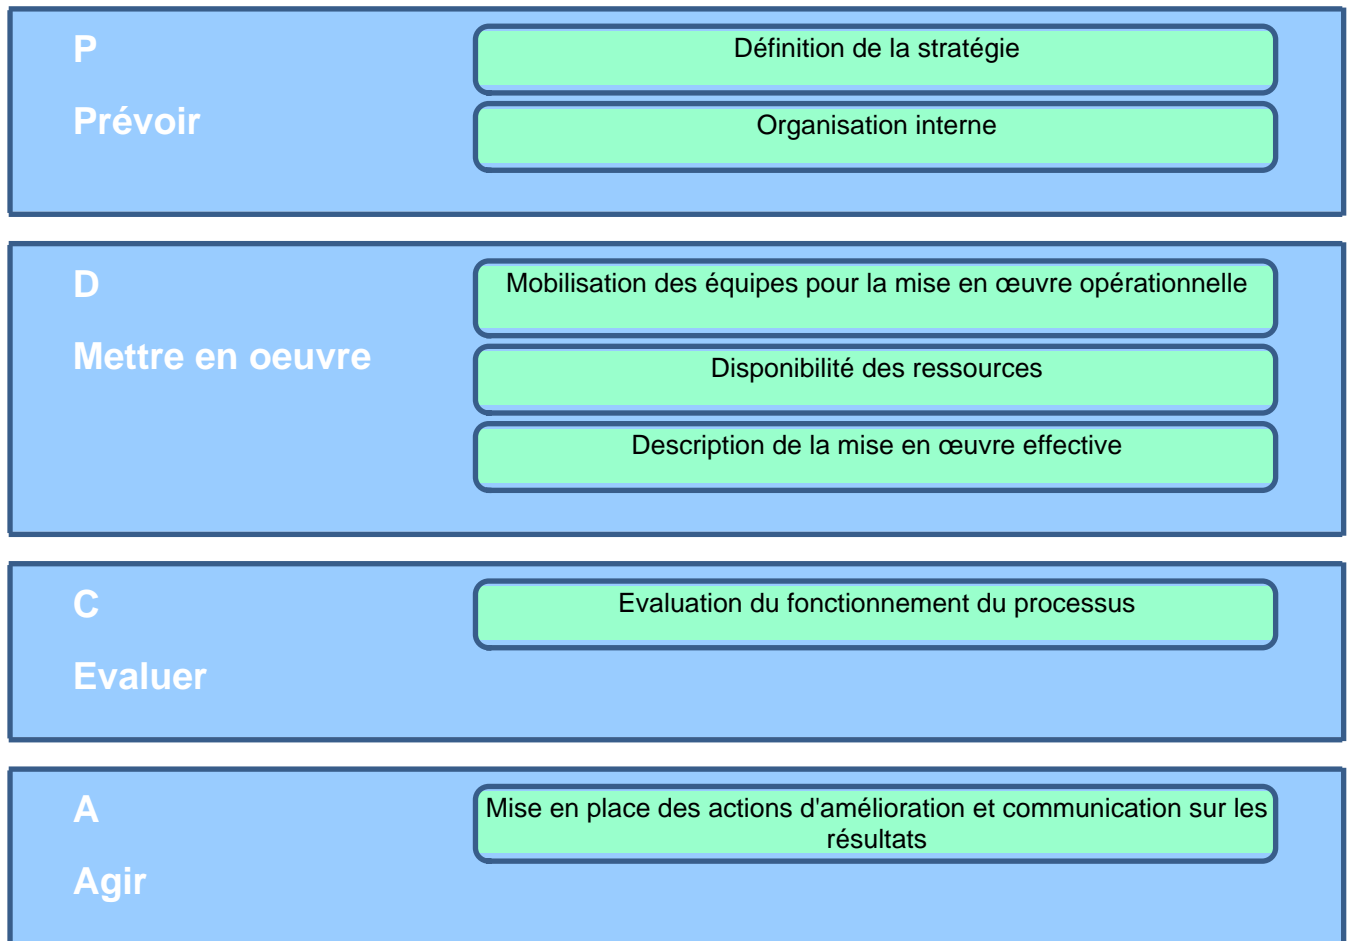 P
Prévoir
Définition de la stratégie
Organisation interne
D
Mettre en oeuvre
Mobilisation des équipes pour la mise en œuvre opérationnelle
Disponibilité des ressources
Description de la mise en œuvre effective
C
Evaluer
Evaluation du fonctionnement du processus
A
Agir
Mise en place des actions d'amélioration et communication sur les
résultats